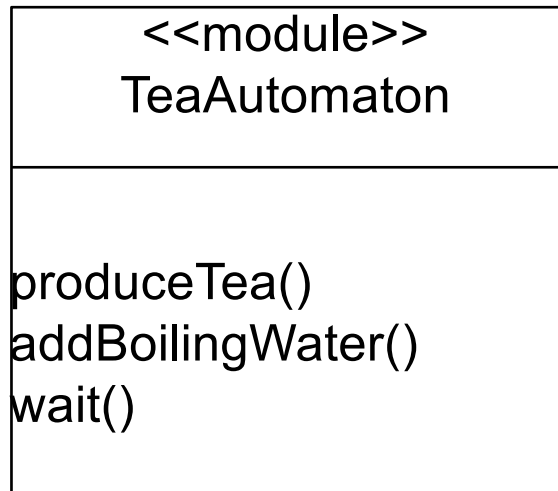 <<module>>
TeaAutomaton
produceTea()
addBoilingWater()
wait()